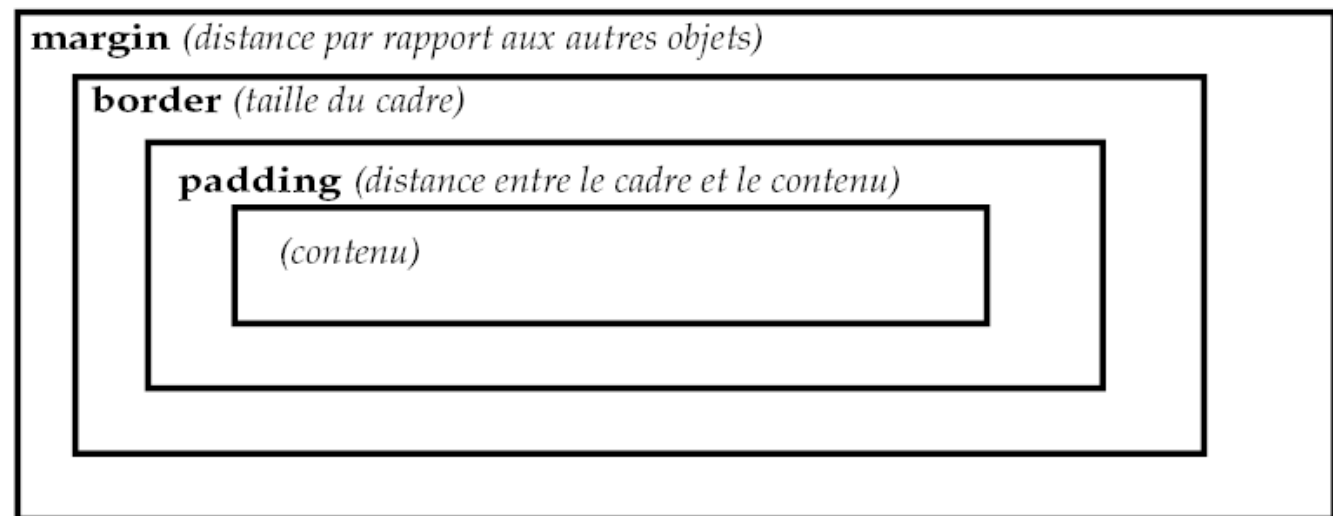 margin (distance par rapport aux autres objets)
border (taille du cadre)
padding (distance entre le cadre et le contenu)
(contenu)